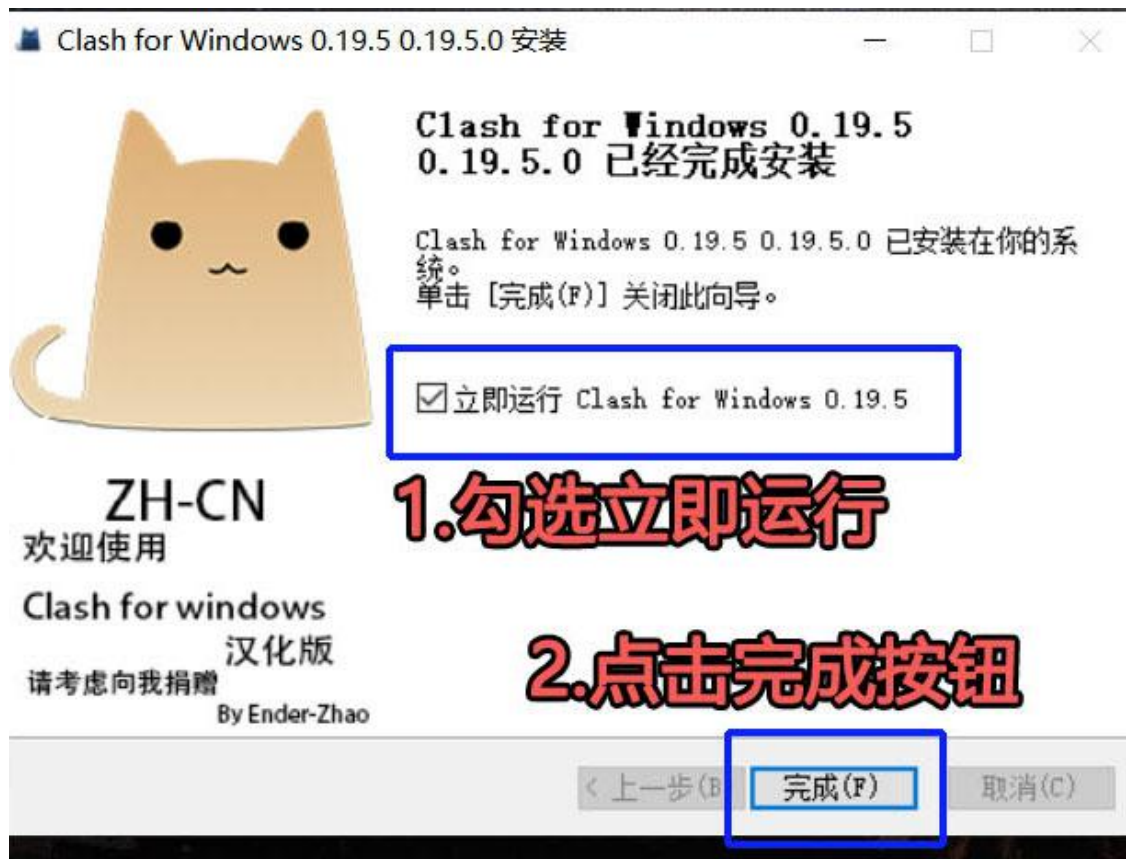 Clash for Windows 0.19.5 0.19.5.0 安装
Clash for Windows 0.19.5
0.19.5.0 已经完成安装
Clash for Windows 0.19.5 0.19.5.0 已安装在你的系
统。
单击 [完成(F)] 关闭此向导。
立即运行 Clash for Windows 0.19.5
1.勾选立即运行
ZH-CN
欢迎使用
Clash for windows
汉化版
请考虑向我捐赠
By Ender-Zhao
2.点击完成按钮
< 上一步(B
完成(F)
取消(C)